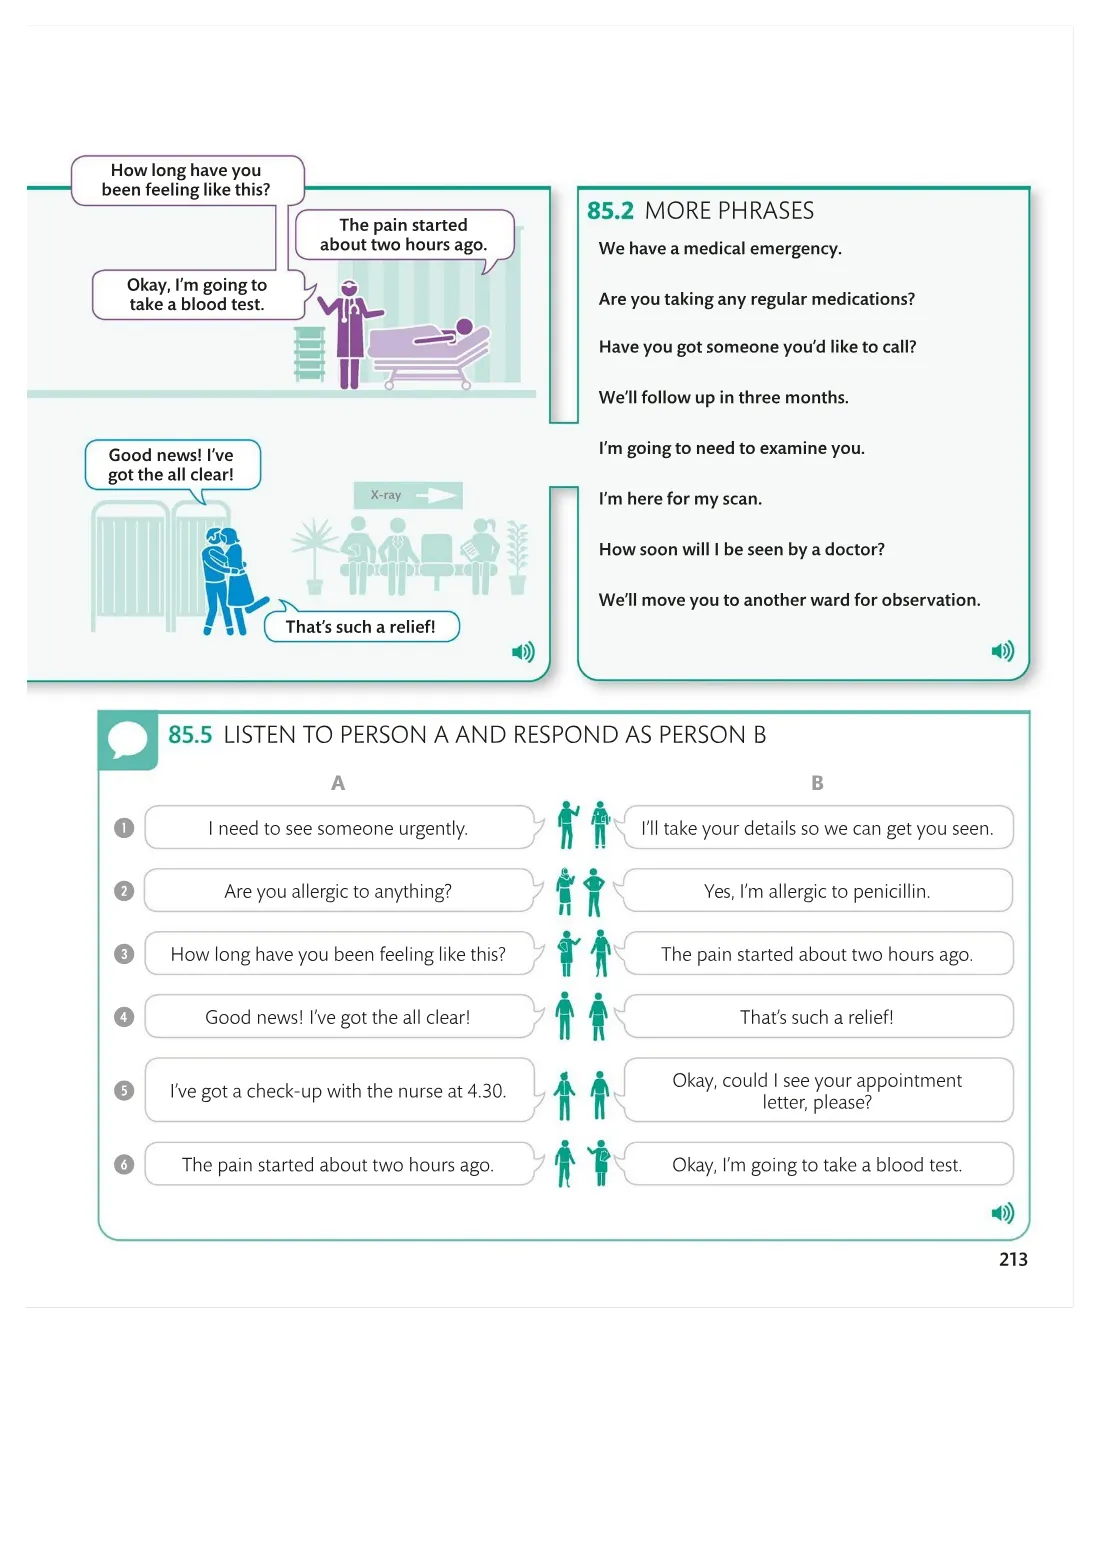 How long have you
been feeling like this?
The pain started
about two hours ago.
Okay, I'm going to
take a blood test.
Good news! I've
got the all clear!
X-ray
That's such a relief!
85.2 MORE PHRASES
We have a medical emergency.
Are you taking any regular medications?
Have you got someone you'd like to call?
We'll follow up in three months.
I'm going to need to examine you.
I'm here for my scan.
How soon will I be seen by a doctor?
We'll move you to another ward for observation.
85.5 LISTEN TO PERSON A AND RESPOND AS PERSON B
A
B
1 I need to see someone urgently.
I'll take your details so we can get you seen.
2 Are you allergic to anything?
Yes, I'm allergic to penicillin.
3 How long have you been feeling like this?
The pain started about two hours ago.
4 Good news! I've got the all clear!
That's such a relief!
5 I've got a check-up with the nurse at 4.30.
Okay, could I see your appointment
letter, please?
6 The pain started about two hours ago.
Okay, I'm going to take a blood test.
213